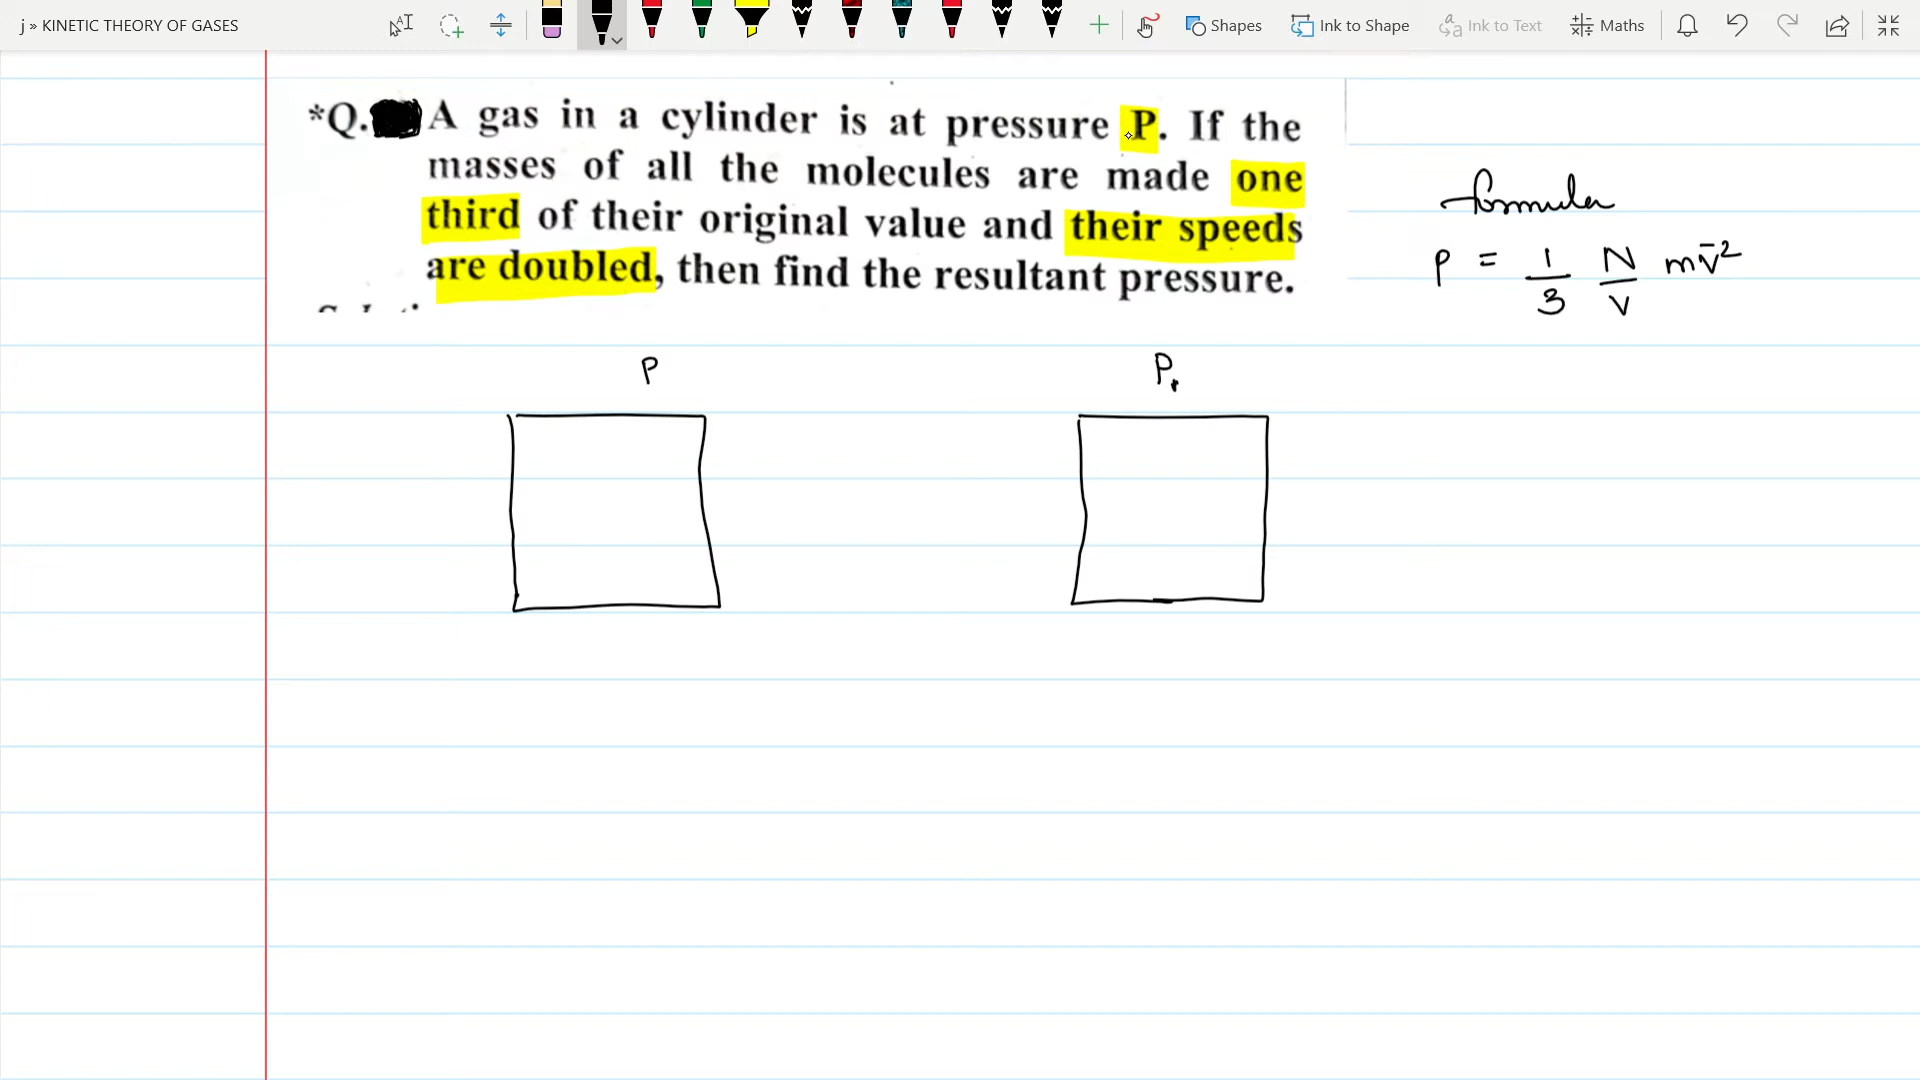 j » KINETIC THEORY OF GASES
Shapes
Ink to Shape
Ink to Text
Maths
*Q. A gas in a cylinder is at pressure P. If the
masses of all the molecules are made one
third of their original value and their speeds
are doubled, then find the resultant pressure.
formula
P = 1/3 N/V mv̄²
P
P₁